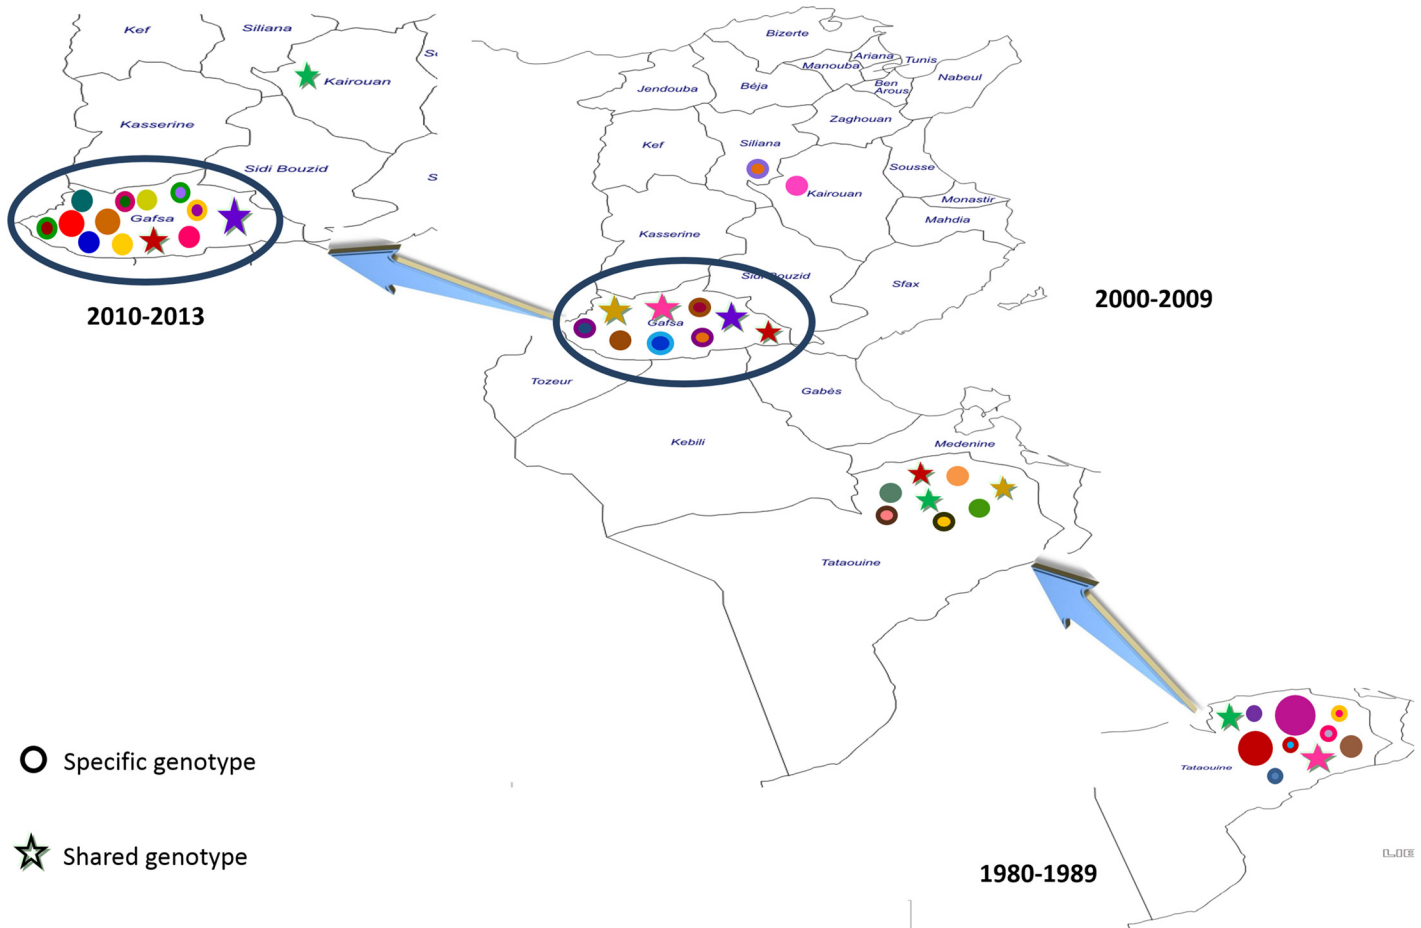 Kef
Siliana
Kairouan
Kasserine
Sidi Bouzid
S
Gafsa
2010-2013
Bizerte
Ariana
Tunis
Manouba
Nabeul
Ben
Arous
Jendouba
Béja
Zaghouan
Kef
Siliana
Sousse
Kairouan
Monastir
Mahdia
Kasserine
Sidi Bouzid
Sfax
2000-2009
Gafsa
Tozeur
Gabès
Kebili
Medenine
Tataouine
Tataouine
Specific genotype
Shared genotype
1980-1989